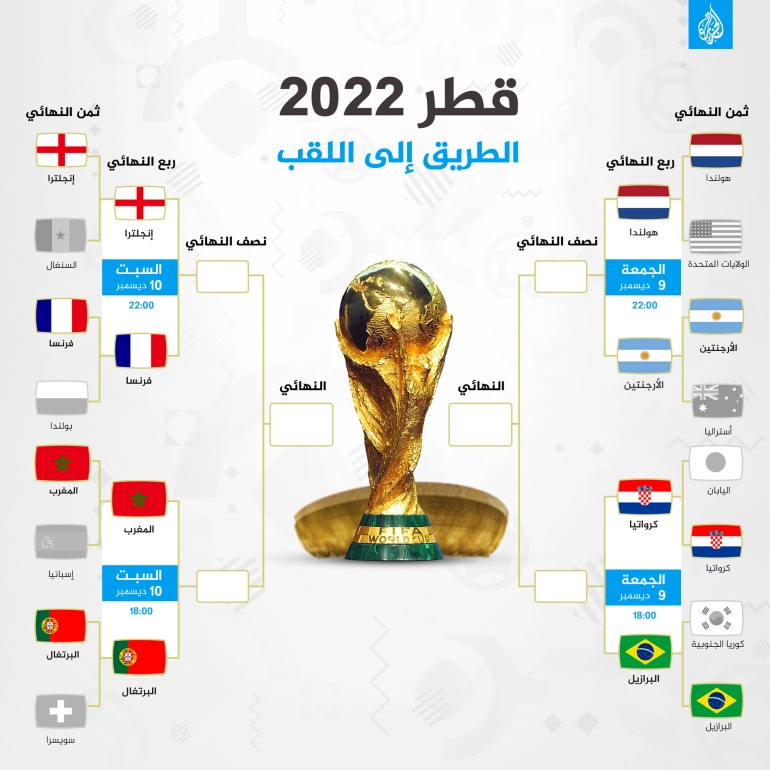 قطر 2022
الطريق إلى اللقب
ثمن النهائي
ربع النهائي
نصف النهائي
النهائي
هولندا
الولايات المتحدة
الأرجنتين
أستراليا
اليابان
كرواتيا
كوريا الجنوبية
البرازيل
هولندا
الجمعة
9 ديسمبر
22:00
الأرجنتين
كرواتيا
الجمعة
9 ديسمبر
18:00
البرازيل
ثمن النهائي
ربع النهائي
نصف النهائي
النهائي
إنجلترا
السنغال
فرنسا
بولندا
المغرب
إسبانيا
البرتغال
سويسرا
إنجلترا
السبت
10 ديسمبر
22:00
فرنسا
المغرب
السبت
10 ديسمبر
18:00
البرتغال
FIFA
WORLD CUP